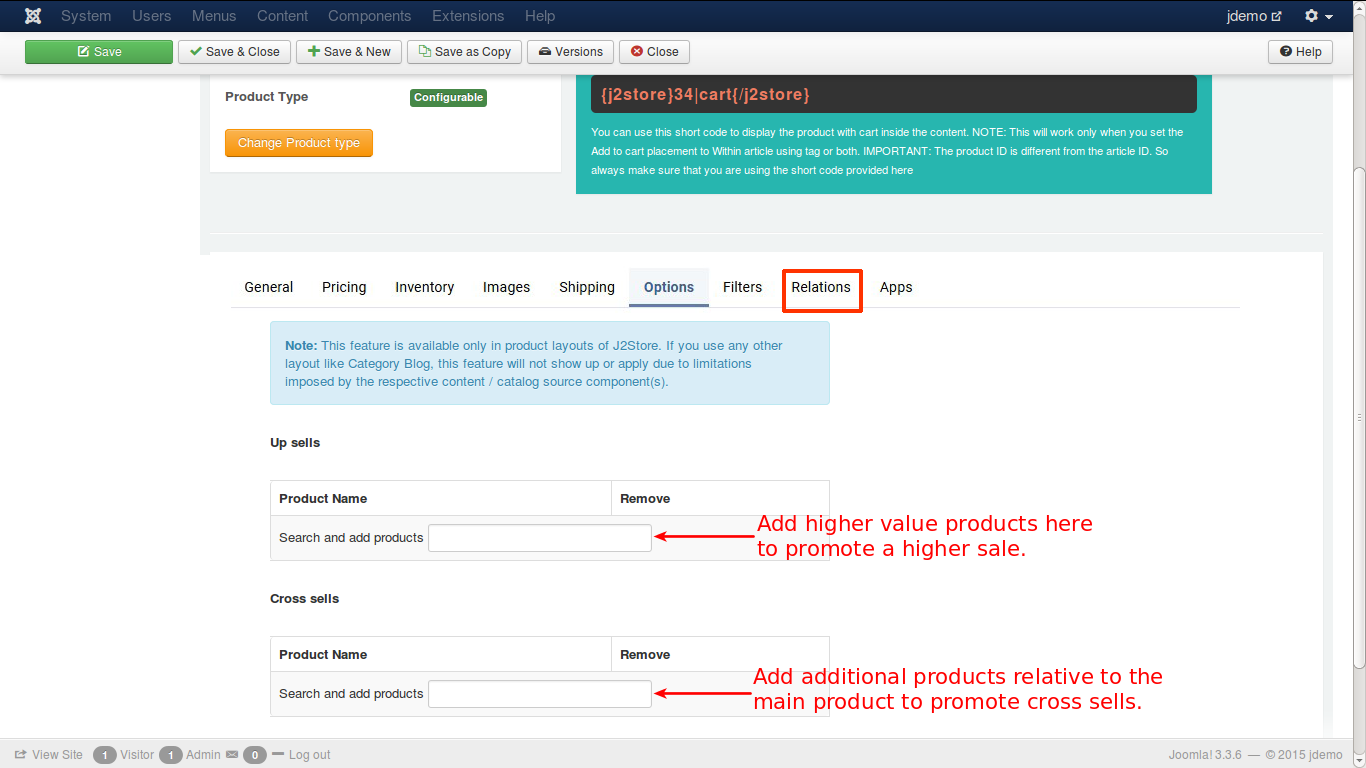 System Users Menus Content Components Extensions Help jdemo
Save Save & Close Save & New Save as Copy Versions Close Help
Product Type Configurable
Change Product type
{j2store}34|cart{/j2store}
You can use this short code to display the product with cart inside the content. NOTE: This will work only when you set the
Add to cart placement to Within article using tag or both. IMPORTANT: The product ID is different from the article ID. So
always make sure that you are using the short code provided here
General Pricing Inventory Images Shipping Options Filters Relations Apps
Note: This feature is available only in product layouts of J2Store. If you use any other
layout like Category Blog, this feature will not show up or apply due to limitations
imposed by the respective content / catalog source component(s).
Up sells
Product Name Remove
Search and add products
Add higher value products here
to promote a higher sale.
Cross sells
Product Name Remove
Search and add products
Add additional products relative to the
main product to promote cross sells.
View Site 1 Visitor 1 Admin 0 Log out Joomla! 3.3.6 — © 2015 jdemo